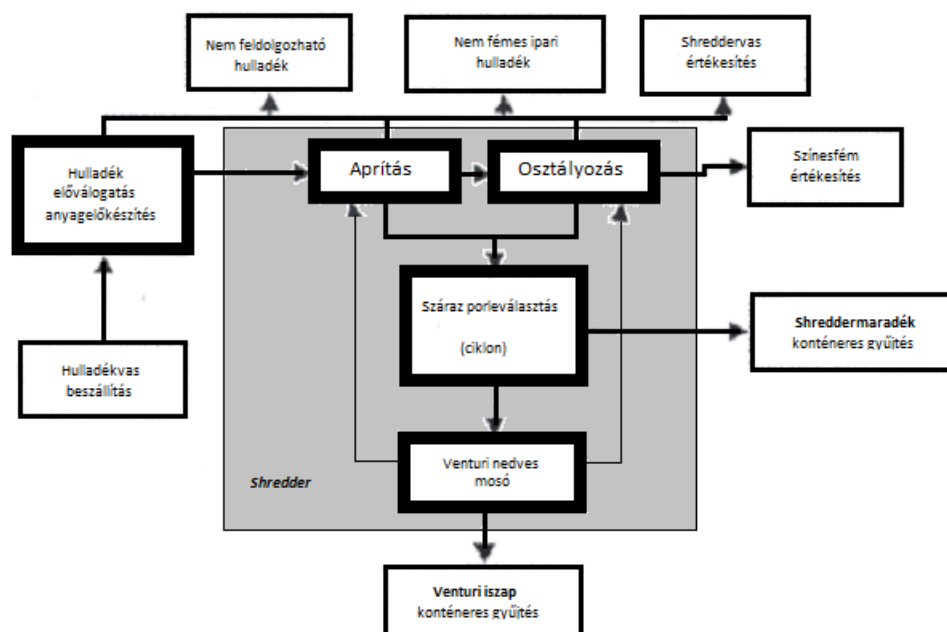 Nem feldolgozható
hulladék
Nem fémes ipari
hulladék
Shreddervas
értékesítés
Hulladék
előválogatás
anyagelőkészítés
Aprítás
Osztályozás
Színesfém
értékesítés
Száraz porleválasztás
(ciklon)
Shreddermaradék
konténeres gyűjtés
Hulladékvas
beszállítás
Venturi nedves
mosó
Shredder
Venturi iszap
konténeres gyűjtés